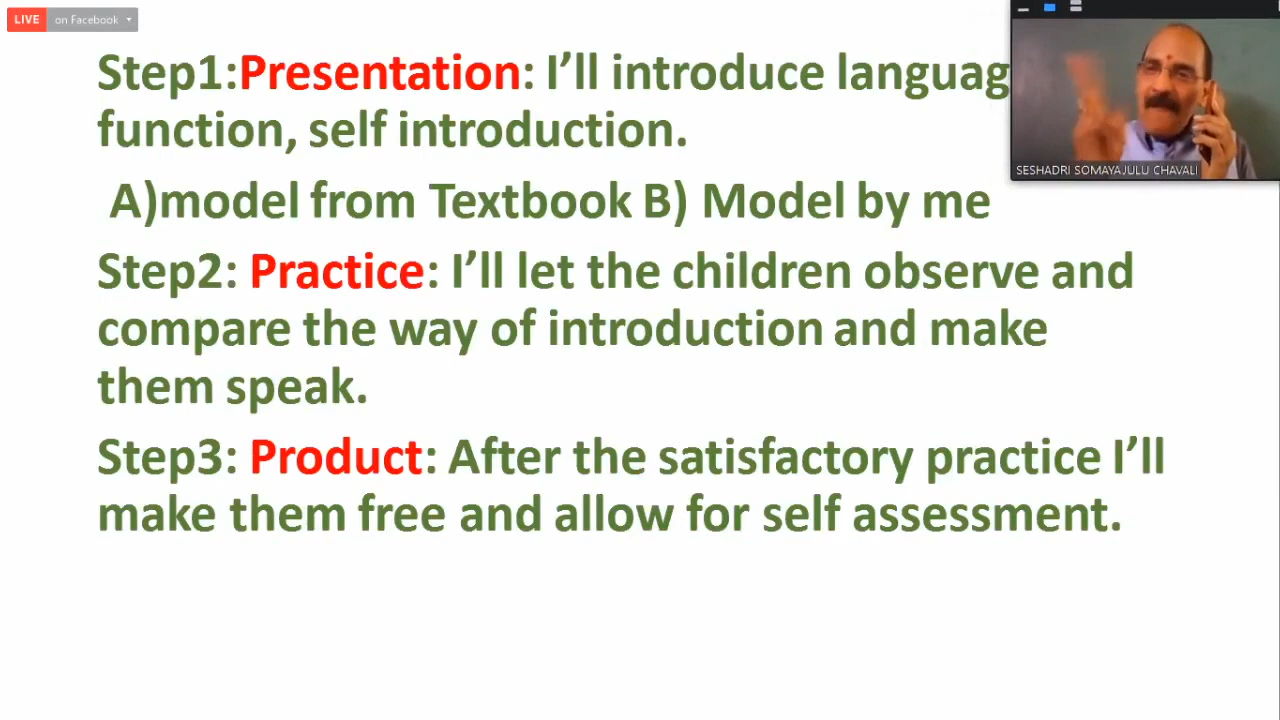 LIVE on Facebook
Step1:Presentation: I’ll introduce languag
function, self introduction.
SESHADRI SOMAYAJULU CHAVALI
A)model from Textbook B) Model by me
Step2: Practice: I’ll let the children observe and
compare the way of introduction and make
them speak.
Step3: Product: After the satisfactory practice I’ll
make them free and allow for self assessment.